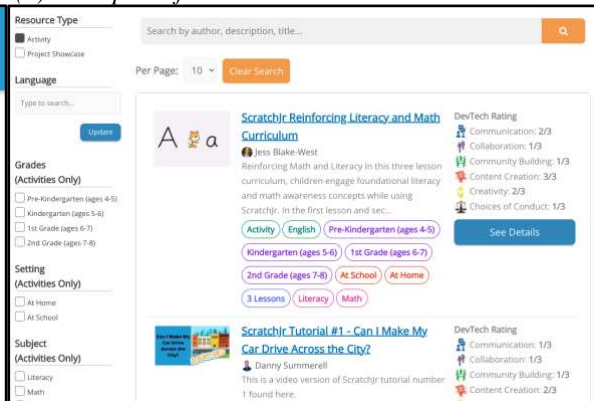 Resource Type
Activity
Project Showcase
Language
Type to search...
Update
Grades
(Activities Only)
Pre-Kindergarten (ages 4-5)
Kindergarten (ages 5-6)
1st Grade (ages 6-7)
2nd Grade (ages 7-8)
Setting
(Activities Only)
At Home
At School
Subject
(Activities Only)
Literacy
Math
Search by author, description, title...
Per Page: 10 Clear Search
A a
ScratchJr Reinforcing Literacy and Math
Curriculum
Jess Blake-West
Reinforcing Math and Literacy In this three lesson
curriculum, children engage foundational literacy
and math awareness concepts while using
ScratchJr. In the first lesson and sec...
Activity English Pre-Kindergarten (ages 4-5)
Kindergarten (ages 5-6) 1st Grade (ages 6-7)
2nd Grade (ages 7-8) At School At Home
3 Lessons Literacy Math
DevTech Rating
Communication: 2/3
Collaboration: 1/3
Community Building: 1/3
Content Creation: 3/3
Creativity: 2/3
Choices of Conduct: 1/3
See Details
Can I Make My
Car Drive
Across the
City?
ScratchJr Tutorial #1 - Can I Make My
Car Drive Across the City?
Danny Summerell
This is a video version of ScratchJr tutorial number
1 found here.
DevTech Rating
Communication: 1/3
Collaboration: 1/3
Community Building: 1/3
Content Creation: 2/3